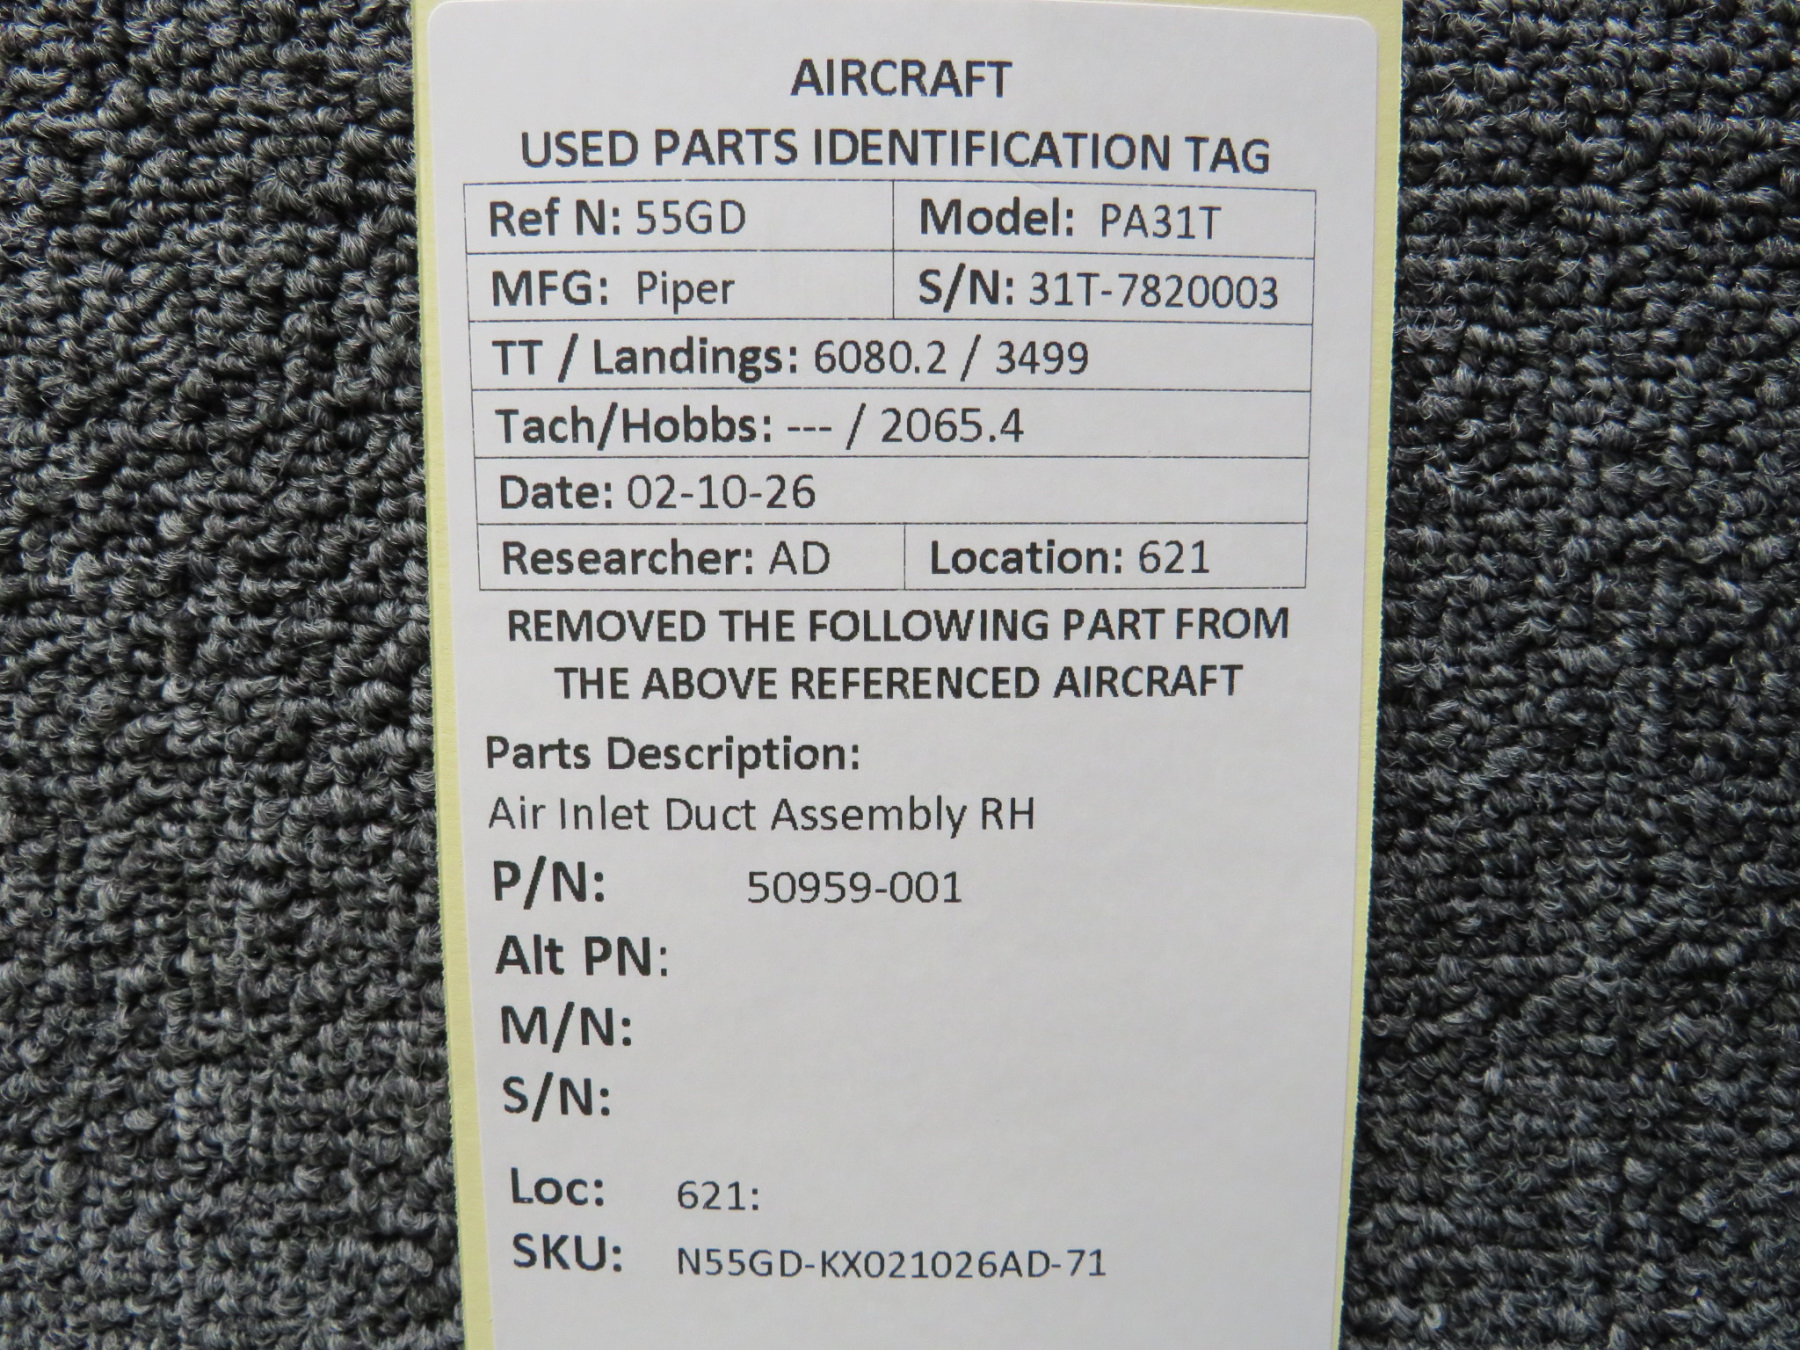 AIRCRAFT
USED PARTS IDENTIFICATION TAG
Ref N: 55GD Model: PA31T
MFG: Piper S/N: 31T-7820003
TT / Landings: 6080.2 / 3499
Tach/Hobbs: --- / 2065.4
Date: 02-10-26
Researcher: AD Location: 621
REMOVED THE FOLLOWING PART FROM
THE ABOVE REFERENCED AIRCRAFT
Parts Description:
Air Inlet Duct Assembly RH
P/N: 50959-001
Alt PN:
M/N:
S/N:
Loc: 621:
SKU: N55GD-KX021026AD-71